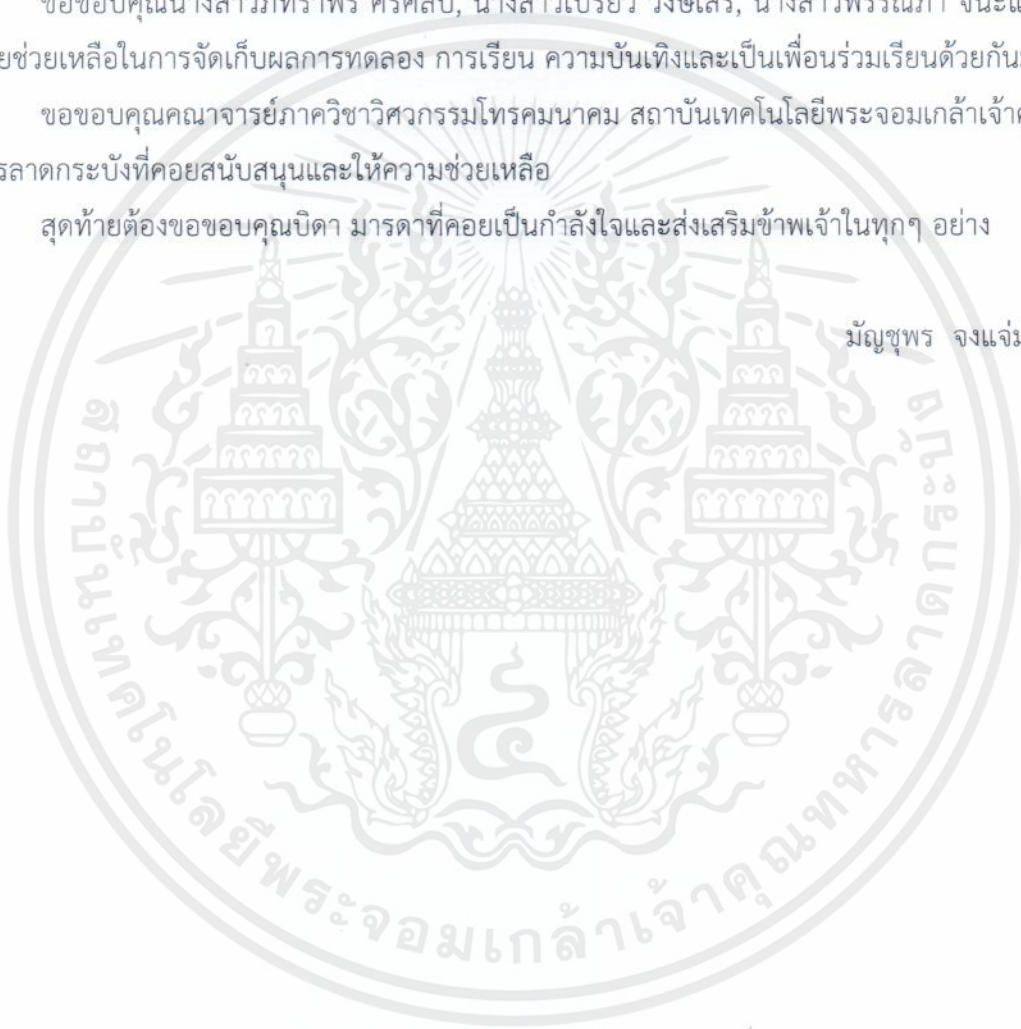 ขอขอบคุณนางสาวภัทราพร ศรีคลับ, นางสาวเปรียว วงษ์เสรี, นางสาวพรรณิภา
ยช่วยเหลือในการจัดเก็บผลการทดลอง การเรียน ความบันเทิงและเป็นเพื่อนร่วมเรียนด้วยกัน
ขอขอบคุณคณาจารย์ภาควิชาวิศวกรรมโทรคมนาคม สถาบันเทคโนโลยีพระจอมเกล้าเจ้า
รลาดกระบังที่คอยสนับสนุนและให้ความช่วยเหลือ
สุดท้ายต้องขอขอบคุณบิดา มารดาที่คอยเป็นกำลังใจและส่งเสริมข้าพเจ้าในทุกๆ อย่าง
มัญชุพร จงแจ่ม
สถาบันเทคโนโลยีพระจอมเกล้าเจ้าคุณทหารลาดกระบัง